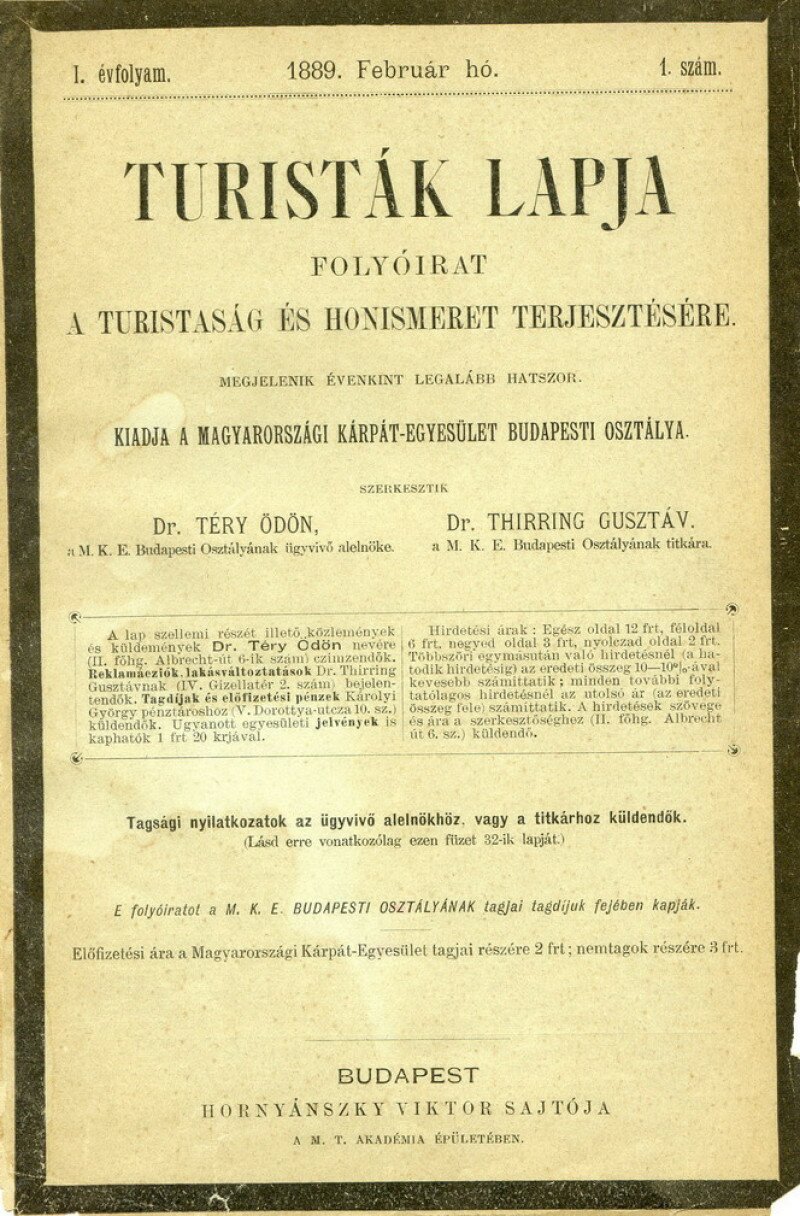 I. évfolyam. 1889. Február hó. 1. szám.
TURISTÁK LAPJA
FOLYÓIRAT
A TURISTASÁG ÉS HONISMERET TERJESZTÉSÉRE.
MEGJELENIK ÉVENKINT LEGALÁBB HATSZOR.
KIADJA A MAGYARORSZÁGI KÁRPÁT-EGYESÜLET BUDAPESTI OSZTÁLYA.
SZERKESZTIK
Dr. TÉRY ÖDÖN,
a M. K. E. Budapesti Osztályának ügyvivő alelnöke.
Dr. THIRRING GUSZTÁV.
a M. K. E. Budapesti Osztályának titkára.
A lap szellemi részét illető közlemények
és küldemények Dr. Téry Ödön nevére
(II. főhg. Albrecht-út 6-ik szám) czimzendők.
Reklamácziók, lakásváltoztatások Dr. Thirring
Gusztávnak (IV. Gizellatér 2. szám) bejelen-
tendők. Tagdíjak és előfizetési pénzek Károlyi
György pénztároshoz (V. Dorottya-utcza 10. sz.)
küldendők. Ugyanott egyesületi jelvények is
kaphatók 1 frt 20 krjával.
Hirdetési árak : Egész oldal 12 frt, féloldal
6 frt, negyed oldal 3 frt, nyolczad oldal 2 frt.
Többszöri egymásután való hirdetésnél (a ha-
todik hirdetésig) az eredeti összeg 10—10%-ával
kevesebb számittatik ; minden további foly-
tatólagos hirdetésnél az utolsó ár (az eredeti
összeg fele) számittatik. A hirdetések szövege
és ára a szerkesztőséghez (II. főhg. Albrecht
út 6. sz.) küldendő.
Tagsági nyilatkozatok az ügyvivő alelnökhöz, vagy a titkárhoz küldendők.
(Lásd erre vonatkozólag ezen füzet 32-ik lapját.)
E folyóiratot a M. K. E. BUDAPESTI OSZTÁLYÁNAK tagjai tagdíjuk fejében kapják.
Előfizetési ára a Magyarországi Kárpát-Egyesület tagjai részére 2 frt ; nemtagok részére 3 frt.
BUDAPEST
HORNYÁNSZKY VIKTOR SAJTÓJA
A M. T. AKADÉMIA ÉPÜLETÉBEN.